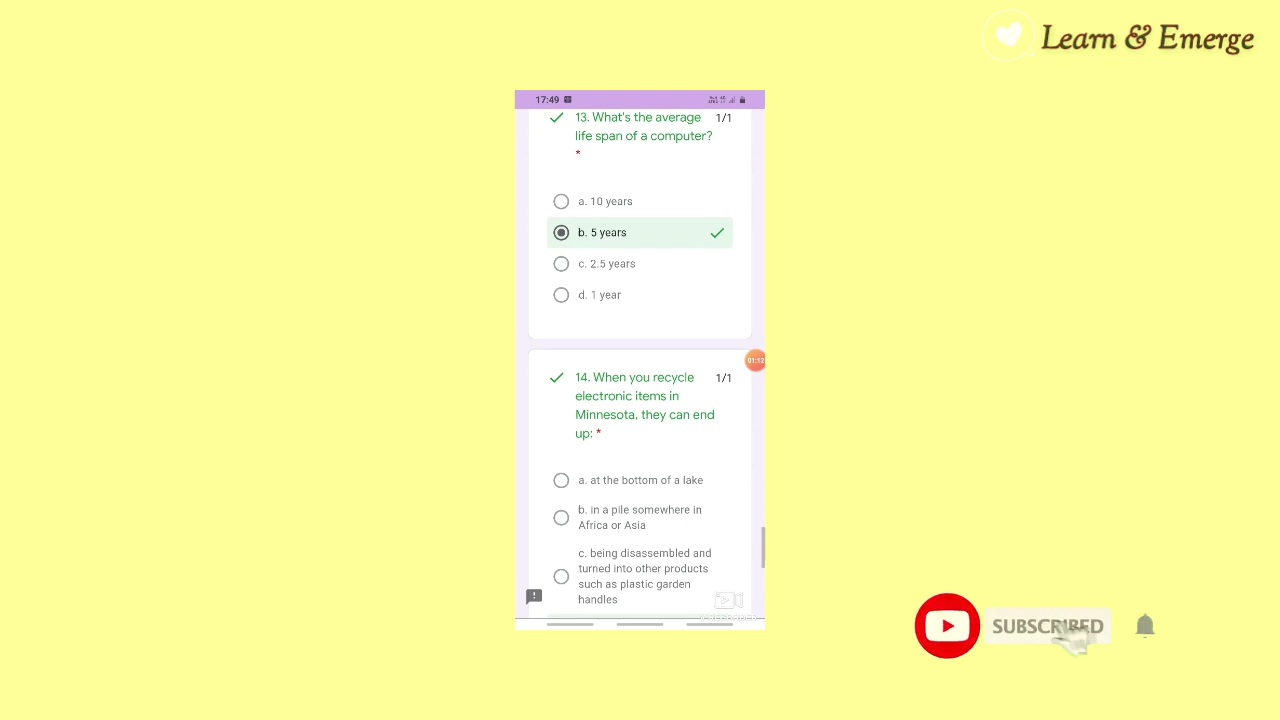 Learn & Emerge
17:49
13. What's the average 1/1
life span of a computer?
*
a. 10 years
b. 5 years
c. 2.5 years
d. 1 year
01:12
14. When you recycle 1/1
electronic items in
Minnesota, they can end
up: *
a. at the bottom of a lake
b. in a pile somewhere in
Africa or Asia
c. being disassembled and
turned into other products
such as plastic garden
handles
SUBSCRIBED